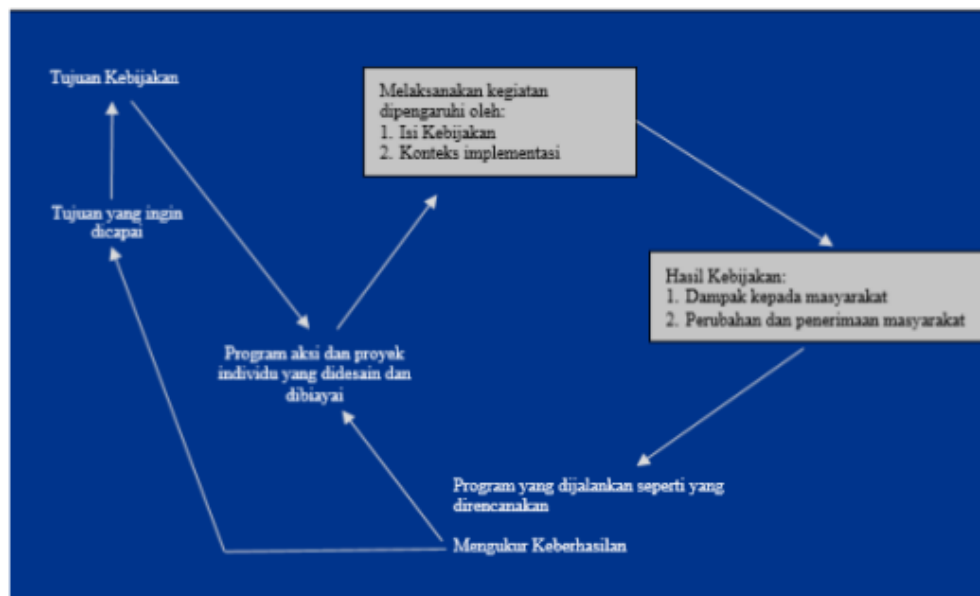 Tujuan Kebijakan
Melaksanakan kegiatan
dipengaruhi oleh:
1. Isi Kebijakan
2. Konteks implementasi
Tujuan yang ingin
dicapai
Hasil Kebijakan:
1. Dampak kepada masyarakat
2. Perubahan dan penerimaan masyarakat
Program aksi dan proyek
individu yang didesain dan
dibiayai
Program yang dijalankan seperti yang
direncanakan
Mengukur Keberhasilan